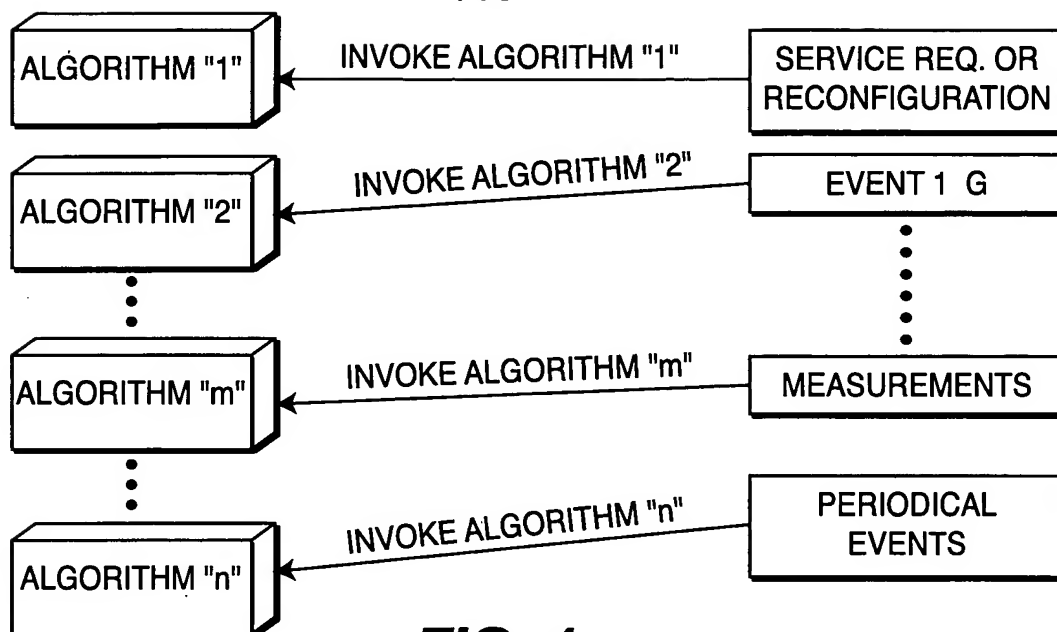 ALGORITHM "1"
INVOKE ALGORITHM "1"
SERVICE REQ. OR
RECONFIGURATION
ALGORITHM "2"
INVOKE ALGORITHM "2"
EVENT 1 G
ALGORITHM "m"
INVOKE ALGORITHM "m"
MEASUREMENTS
ALGORITHM "n"
INVOKE ALGORITHM "n"
PERIODICAL
EVENTS